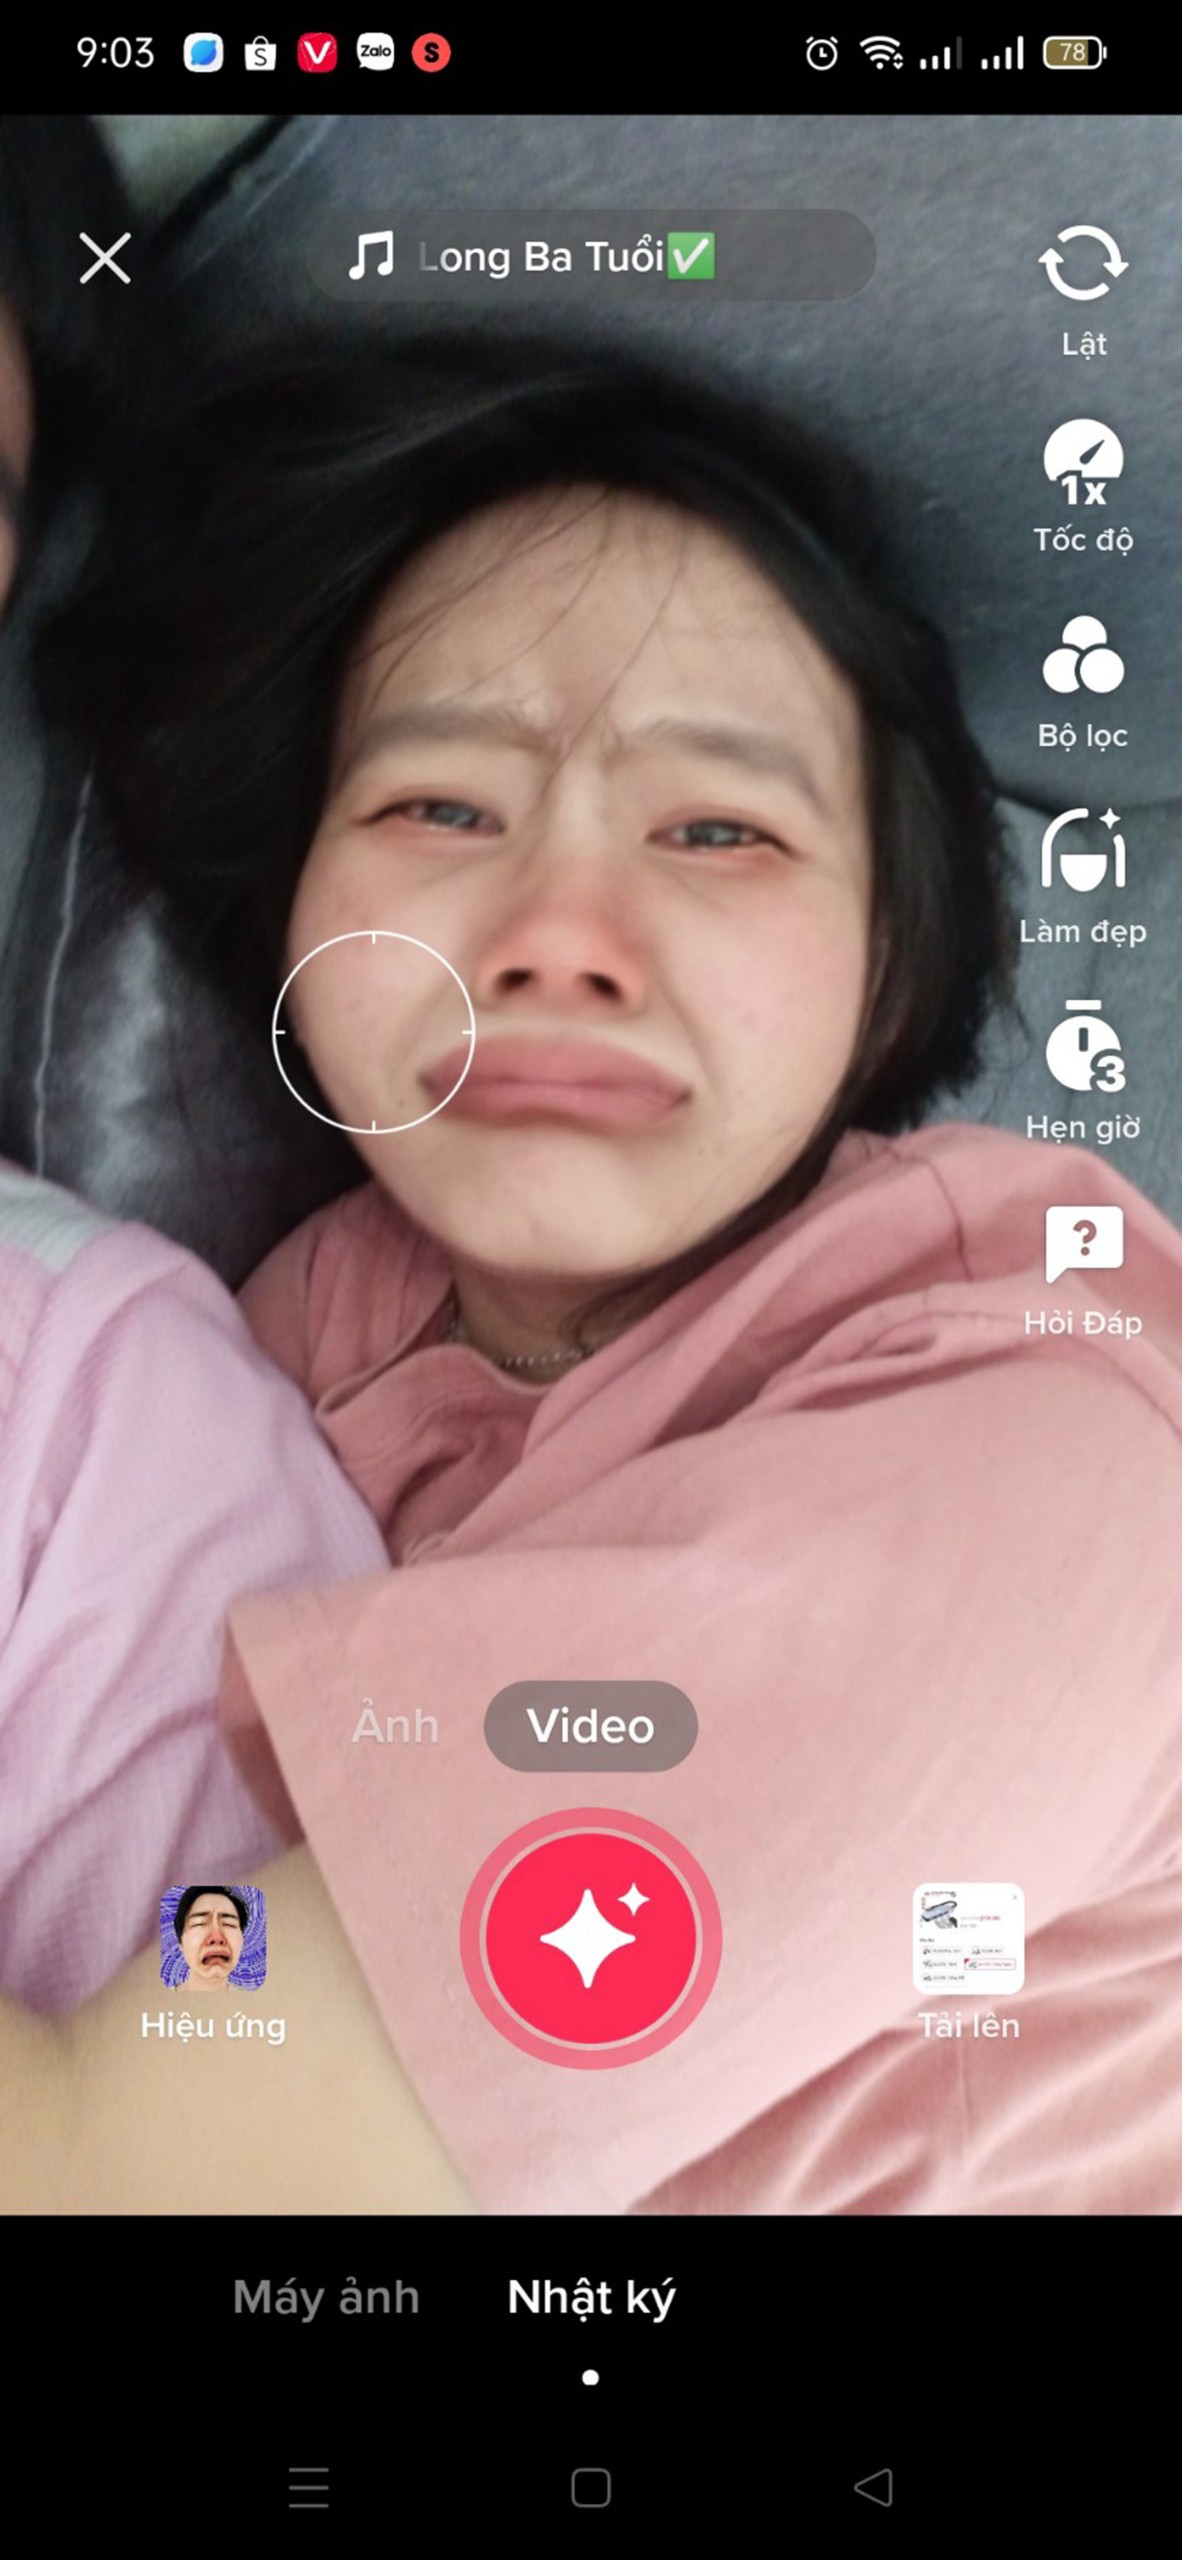 9:03
Zalo
78
Long Ba Tuổi✅
Lật
1x
Tốc độ
Bộ lọc
Làm đẹp
3
Hẹn giờ
?
Hỏi Đáp
Ảnh
Video
Hiệu ứng
Tải lên
Máy ảnh
Nhật ký